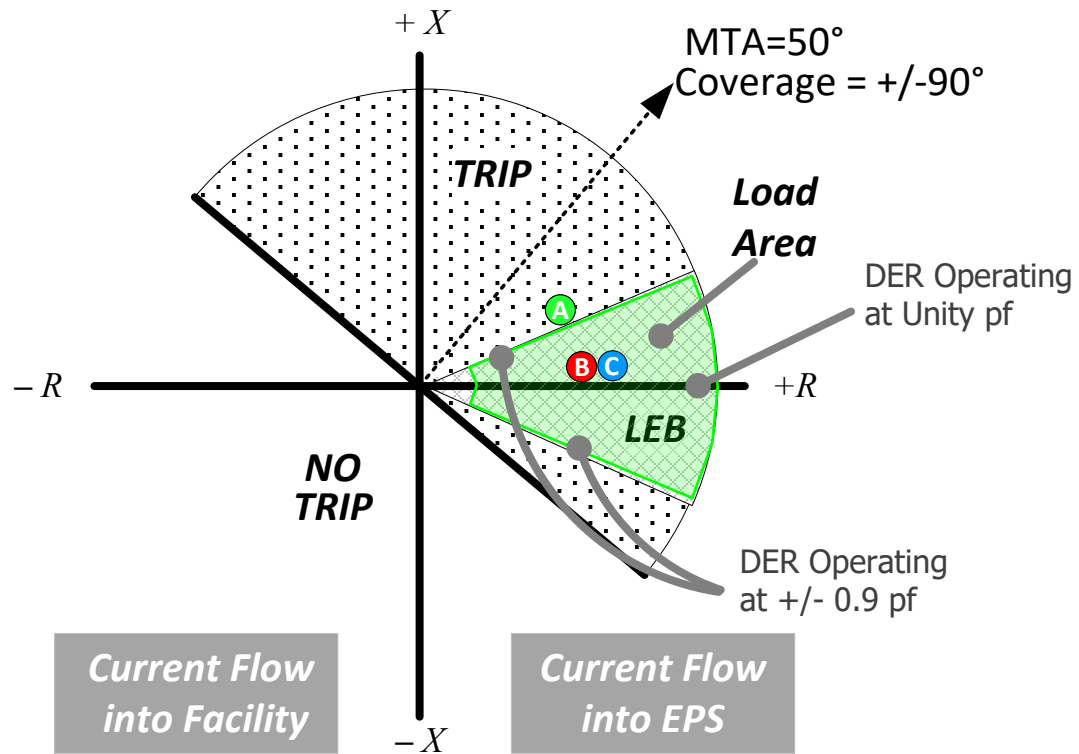 + X
MTA=50°
Coverage = +/-90°
TRIP
Load
Area
DER Operating
at Unity pf
A
B
C
– R
+R
LEB
NO
TRIP
DER Operating
at +/- 0.9 pf
Current Flow
into Facility
Current Flow
into EPS
– X